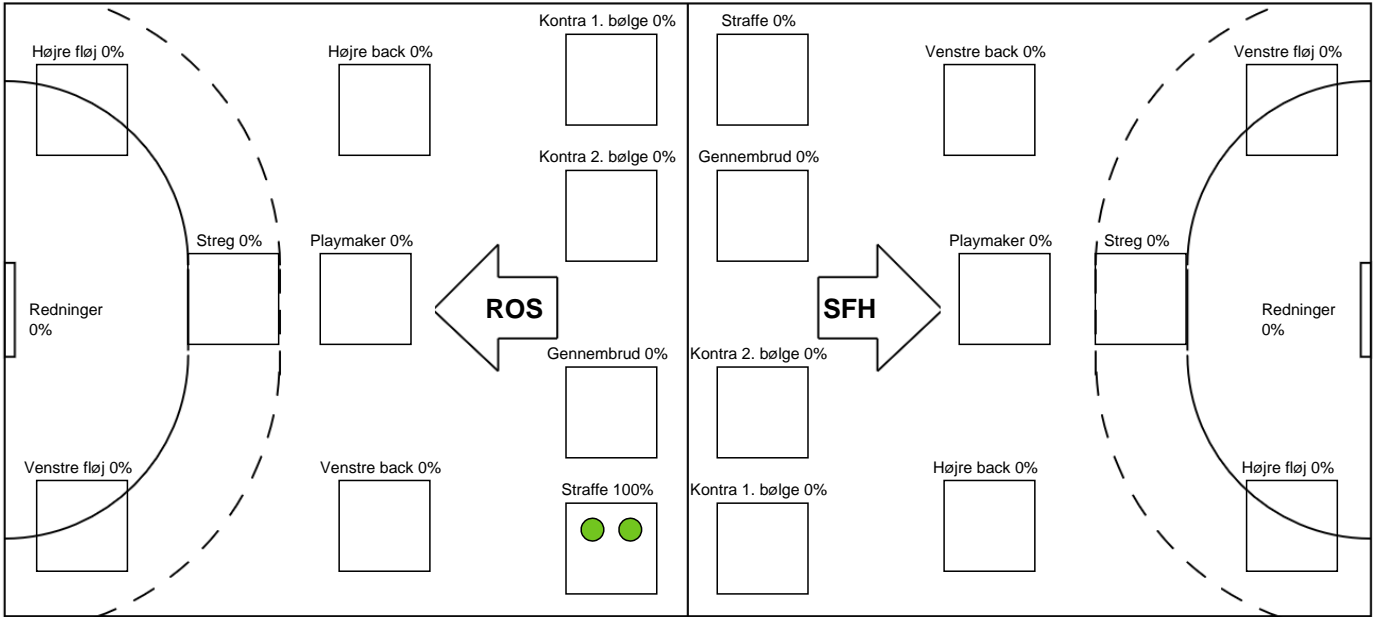 Kontra 1. bølge 0%
Straffe 0%
Højre fløj 0%
Højre back 0%
Venstre back 0%
Venstre fløj 0%
Kontra 2. bølge 0%
Gennembrud 0%
Streg 0%
Playmaker 0%
Playmaker 0%
Streg 0%
Redninger
0%
ROS
SFH
Redninger
0%
Gennembrud 0%
Kontra 2. bølge 0%
Venstre fløj 0%
Venstre back 0%
Højre back 0%
Højre fløj 0%
Straffe 100%
Kontra 1. bølge 0%